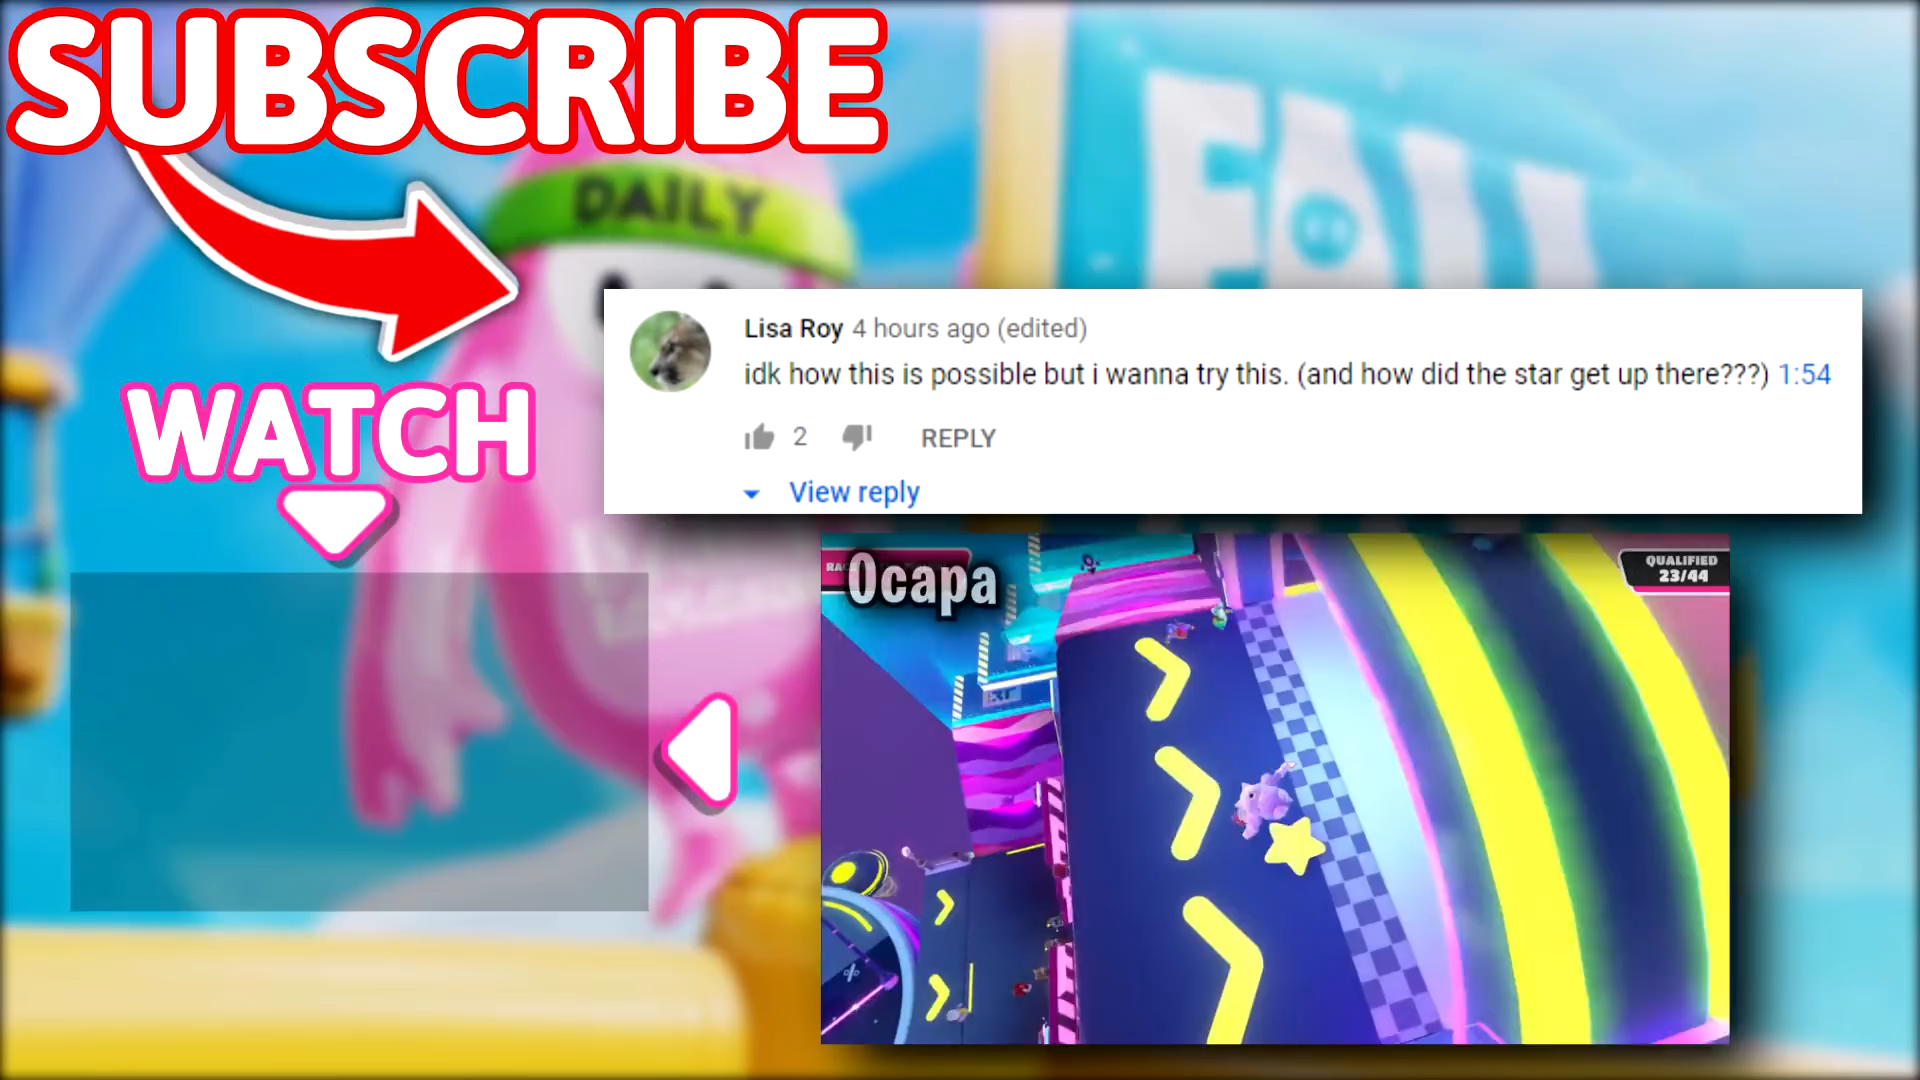 SUBSCRIBE
DAILY
FALL
Lisa Roy 4 hours ago (edited)
idk how this is possible but i wanna try this. (and how did the star get up there???) 1:54
2 REPLY
View reply
WATCH
Ocapa
QUALIFIED
23/44